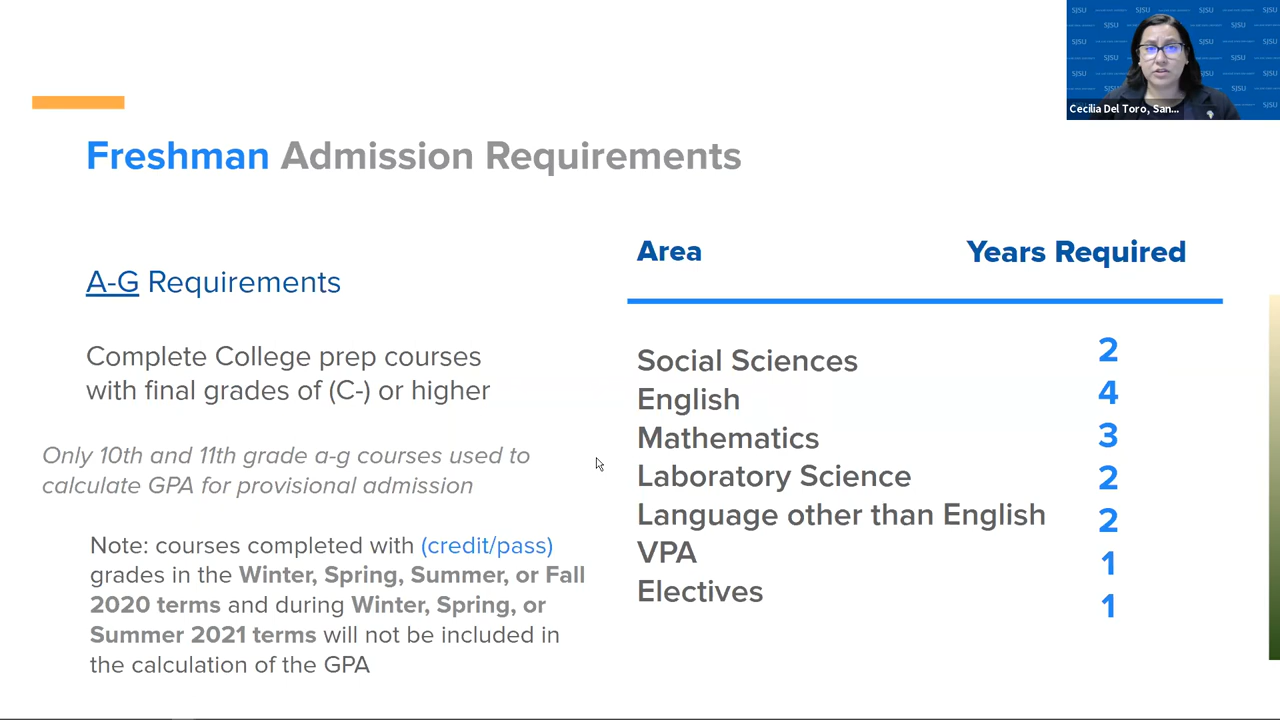 SJSU
Cecilia Del Toro, San...
Freshman Admission Requirements
A-G Requirements
Complete College prep courses
with final grades of (C-) or higher
Only 10th and 11th grade a-g courses used to
calculate GPA for provisional admission
Note: courses completed with (credit/pass)
grades in the Winter, Spring, Summer, or Fall
2020 terms and during Winter, Spring, or
Summer 2021 terms will not be included in
the calculation of the GPA
Area Years Required
Social Sciences 2
English 4
Mathematics 3
Laboratory Science 2
Language other than English 2
VPA 1
Electives 1